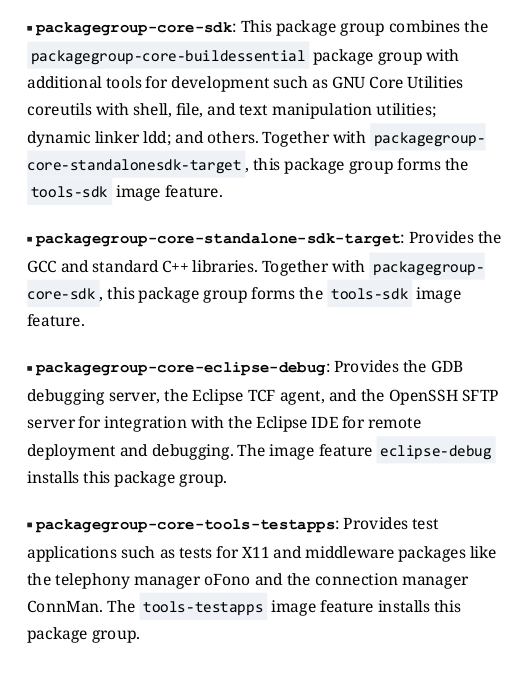 ▪ packagegroup-core-sdk: This package group combines the
packagegroup-core-buildessential package group with
additional tools for development such as GNU Core Utilities
coreutils with shell, file, and text manipulation utilities;
dynamic linker ldd; and others. Together with packagegroup-
core-standalonesdk-target, this package group forms the
tools-sdk image feature.
▪ packagegroup-core-standalone-sdk-target: Provides the
GCC and standard C++ libraries. Together with packagegroup-
core-sdk, this package group forms the tools-sdk image
feature.
▪ packagegroup-core-eclipse-debug: Provides the GDB
debugging server, the Eclipse TCF agent, and the OpenSSH SFTP
server for integration with the Eclipse IDE for remote
deployment and debugging. The image feature eclipse-debug
installs this package group.
▪ packagegroup-core-tools-testapps: Provides test
applications such as tests for X11 and middleware packages like
the telephony manager oFono and the connection manager
ConnMan. The tools-testapps image feature installs this
package group.